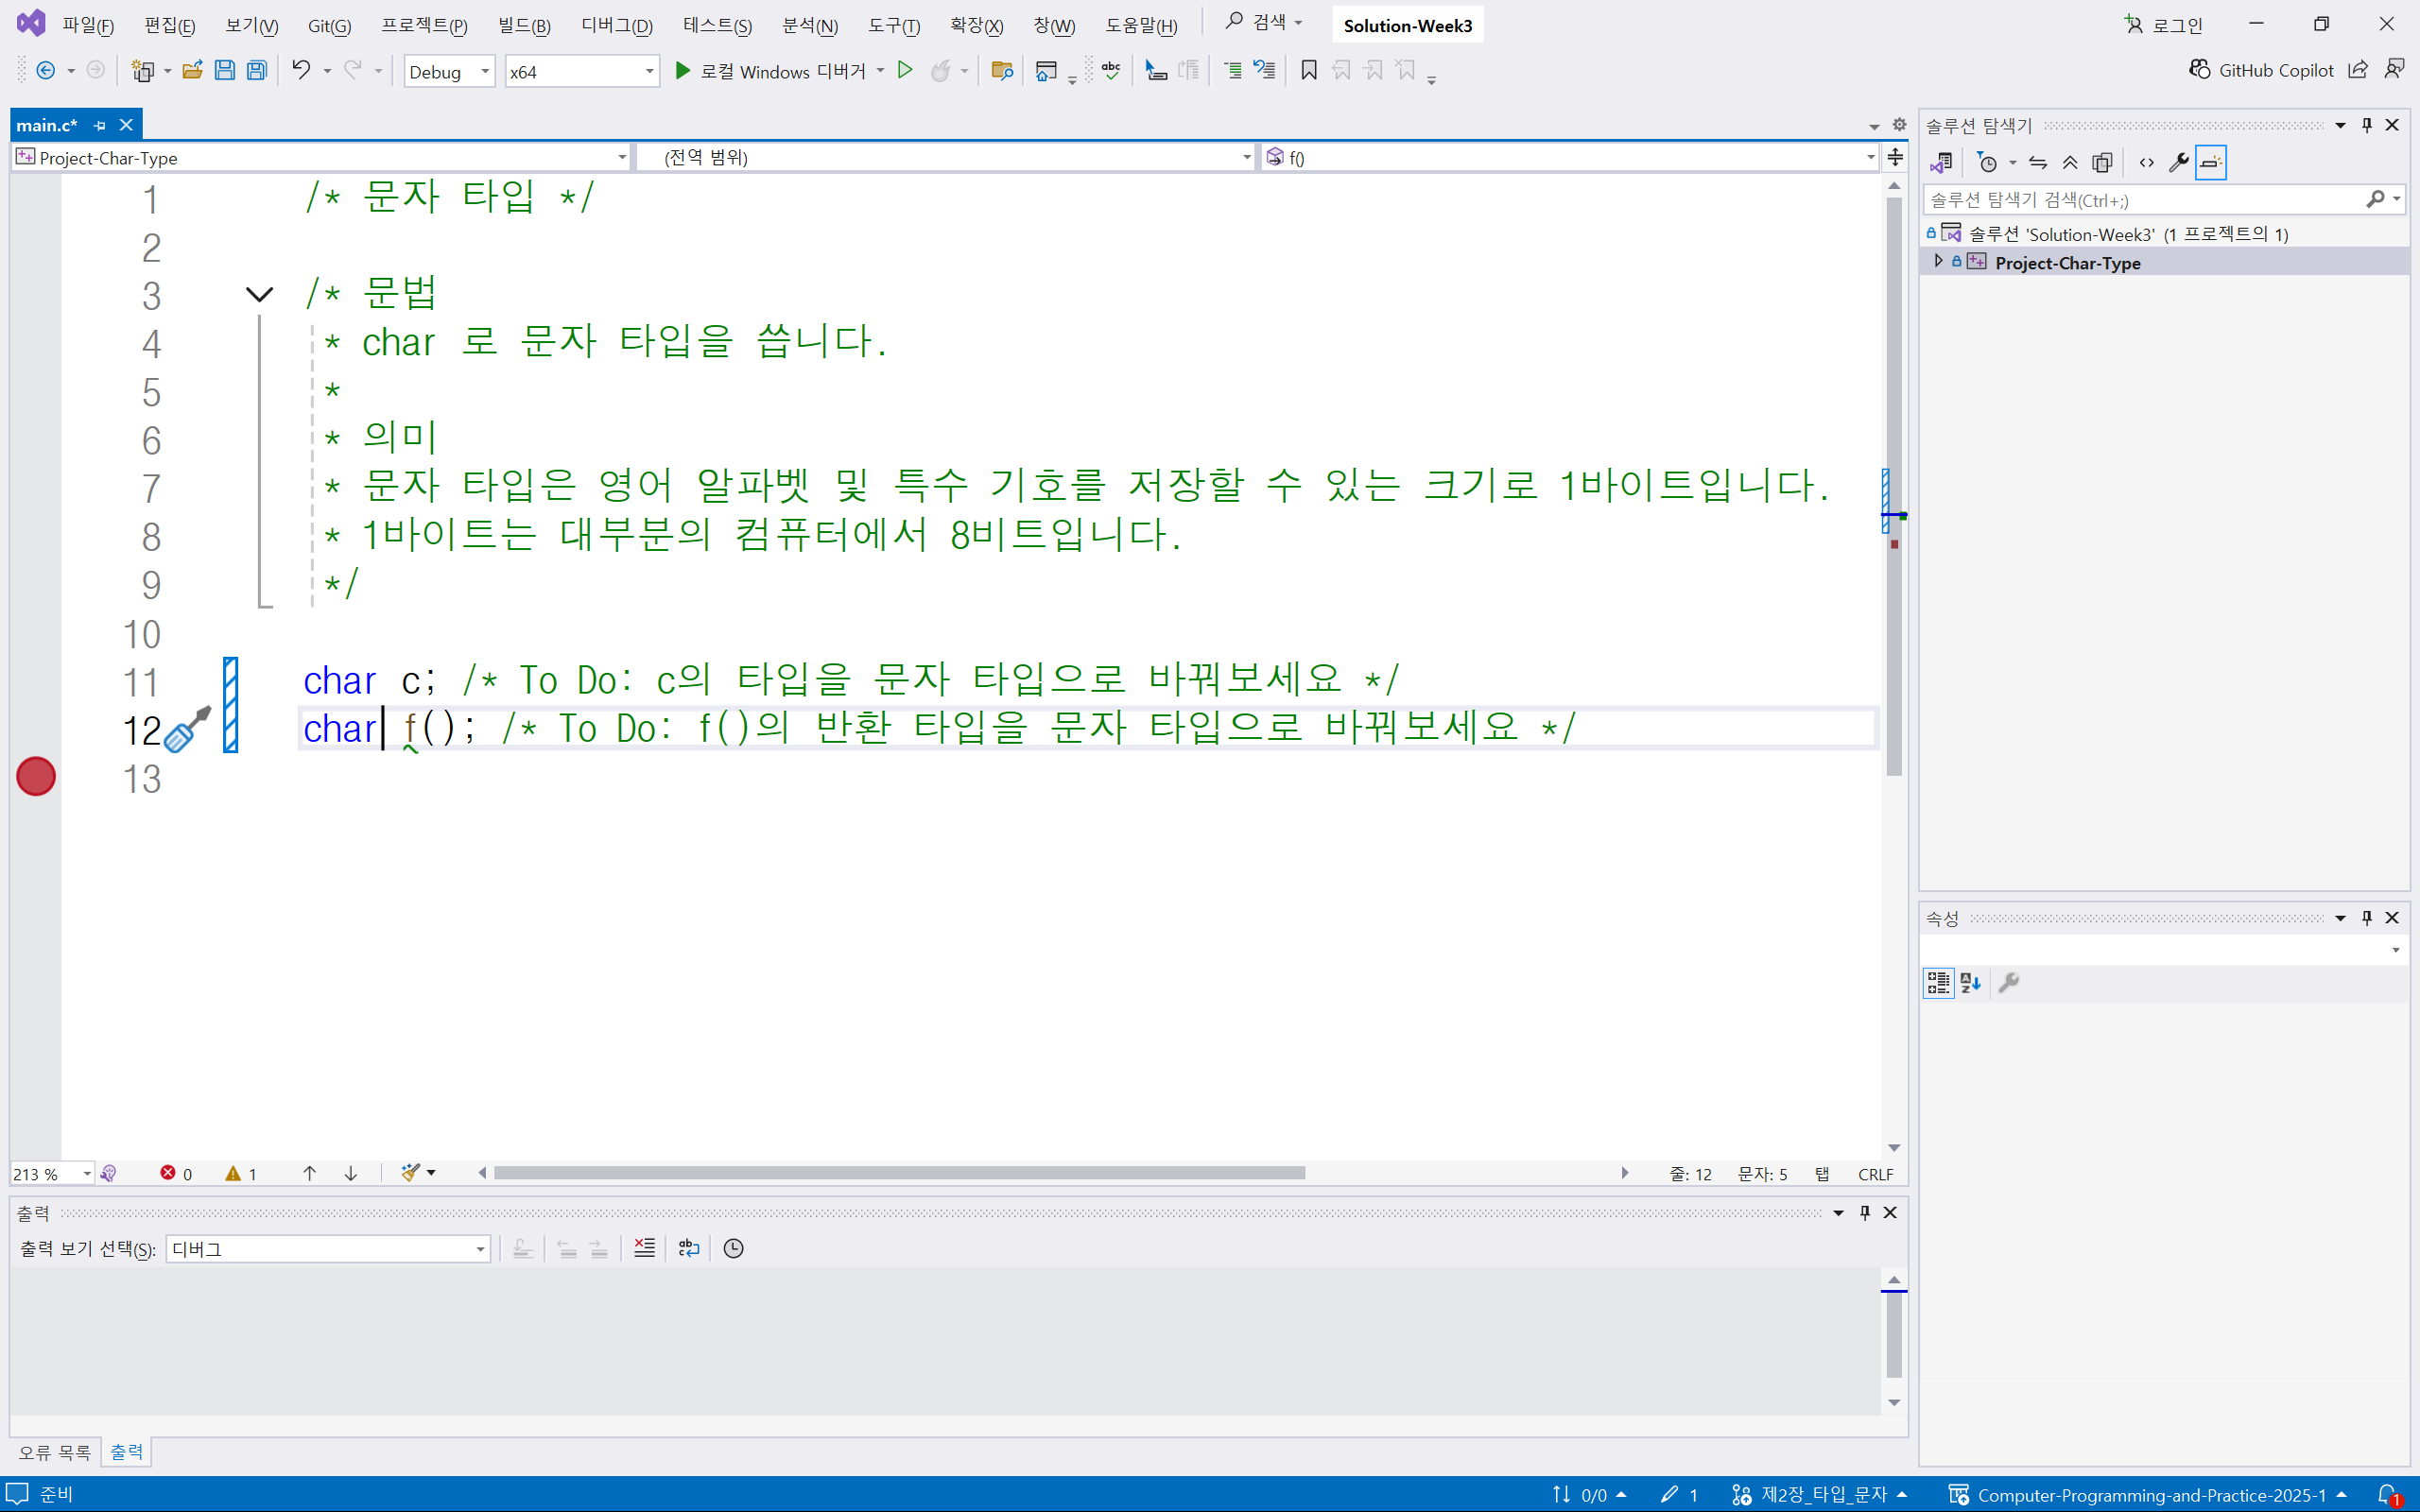 파일(F) 편집(E) 보기(V) Git(G) 프로젝트(P) 빌드(B) 디버그(D) 테스트(S) 분석(N) 도구(T) 확장(X) 창(W) 도움말(H) 검색 Solution-Week3 로그인
Debug x64 로컬 Windows 디버거 abc GitHub Copilot
main.c*
Project-Char-Type (전역 범위) f()
1 /* 문자 타입 */
2
3 /* 문법
4 * char 로 문자 타입을 씁니다.
5 *
6 * 의미
7 * 문자 타입은 영어 알파벳 및 특수 기호를 저장할 수 있는 크기로 1바이트입니다.
8 * 1바이트는 대부분의 컴퓨터에서 8비트입니다.
9 */
10
11 char c; /* To Do: c의 타입을 문자 타입으로 바꿔보세요 */
12 char f(); /* To Do: f()의 반환 타입을 문자 타입으로 바꿔보세요 */
13
213 % 0 1 줄: 12 문자: 5 탭 CRLF
출력
출력 보기 선택(S): 디버그
오류 목록 출력
솔루션 탐색기
솔루션 탐색기 검색(Ctrl+;)
솔루션 'Solution-Week3' (1 프로젝트의 1)
Project-Char-Type
속성
준비 0/0 1 제2장_타입_문자 Computer-Programming-and-Practice-2025-1 1